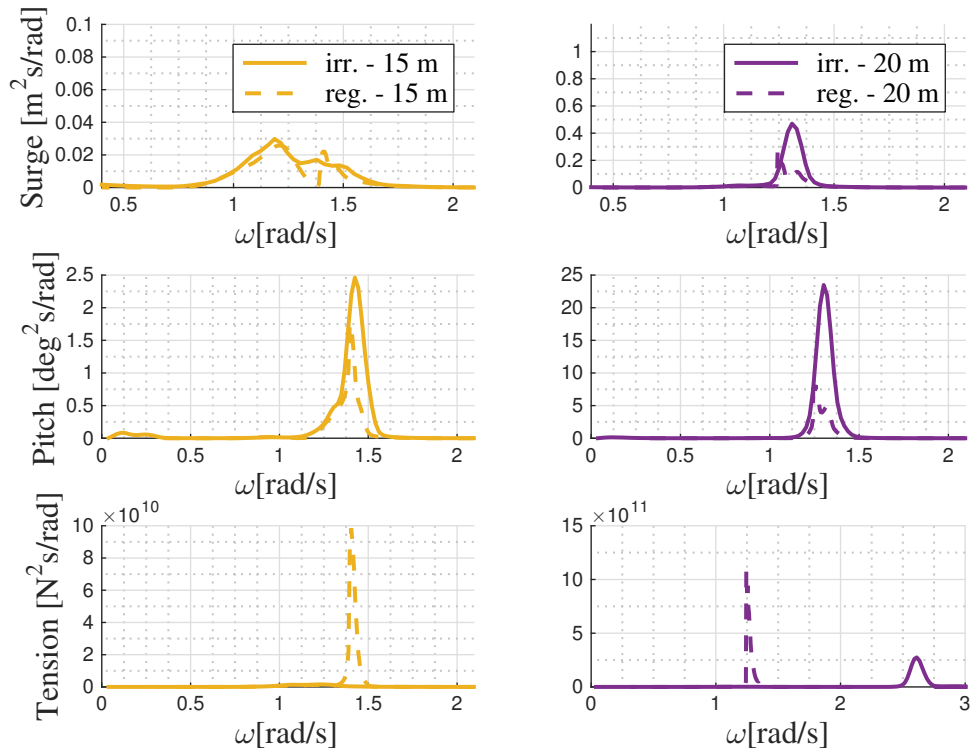 Surge [m²s/rad]
0.1
0.08
0.06
0.04
0.02
0
irr. - 15 m
reg. - 15 m
0.5 1 1.5 2
ω[rad/s]
1
0.8
0.6
0.4
0.2
0
irr. - 20 m
reg. - 20 m
0.5 1 1.5 2
ω[rad/s]
Pitch [deg²s/rad]
2.5
2
1.5
1
0.5
0
0 0.5 1 1.5 2
ω[rad/s]
25
20
15
10
5
0
0 0.5 1 1.5 2
ω[rad/s]
Tension [N²s/rad]
×10¹⁰
10
8
6
4
2
0
0 0.5 1 1.5 2
ω[rad/s]
×10¹¹
15
10
5
0
0 1 2 3
ω[rad/s]